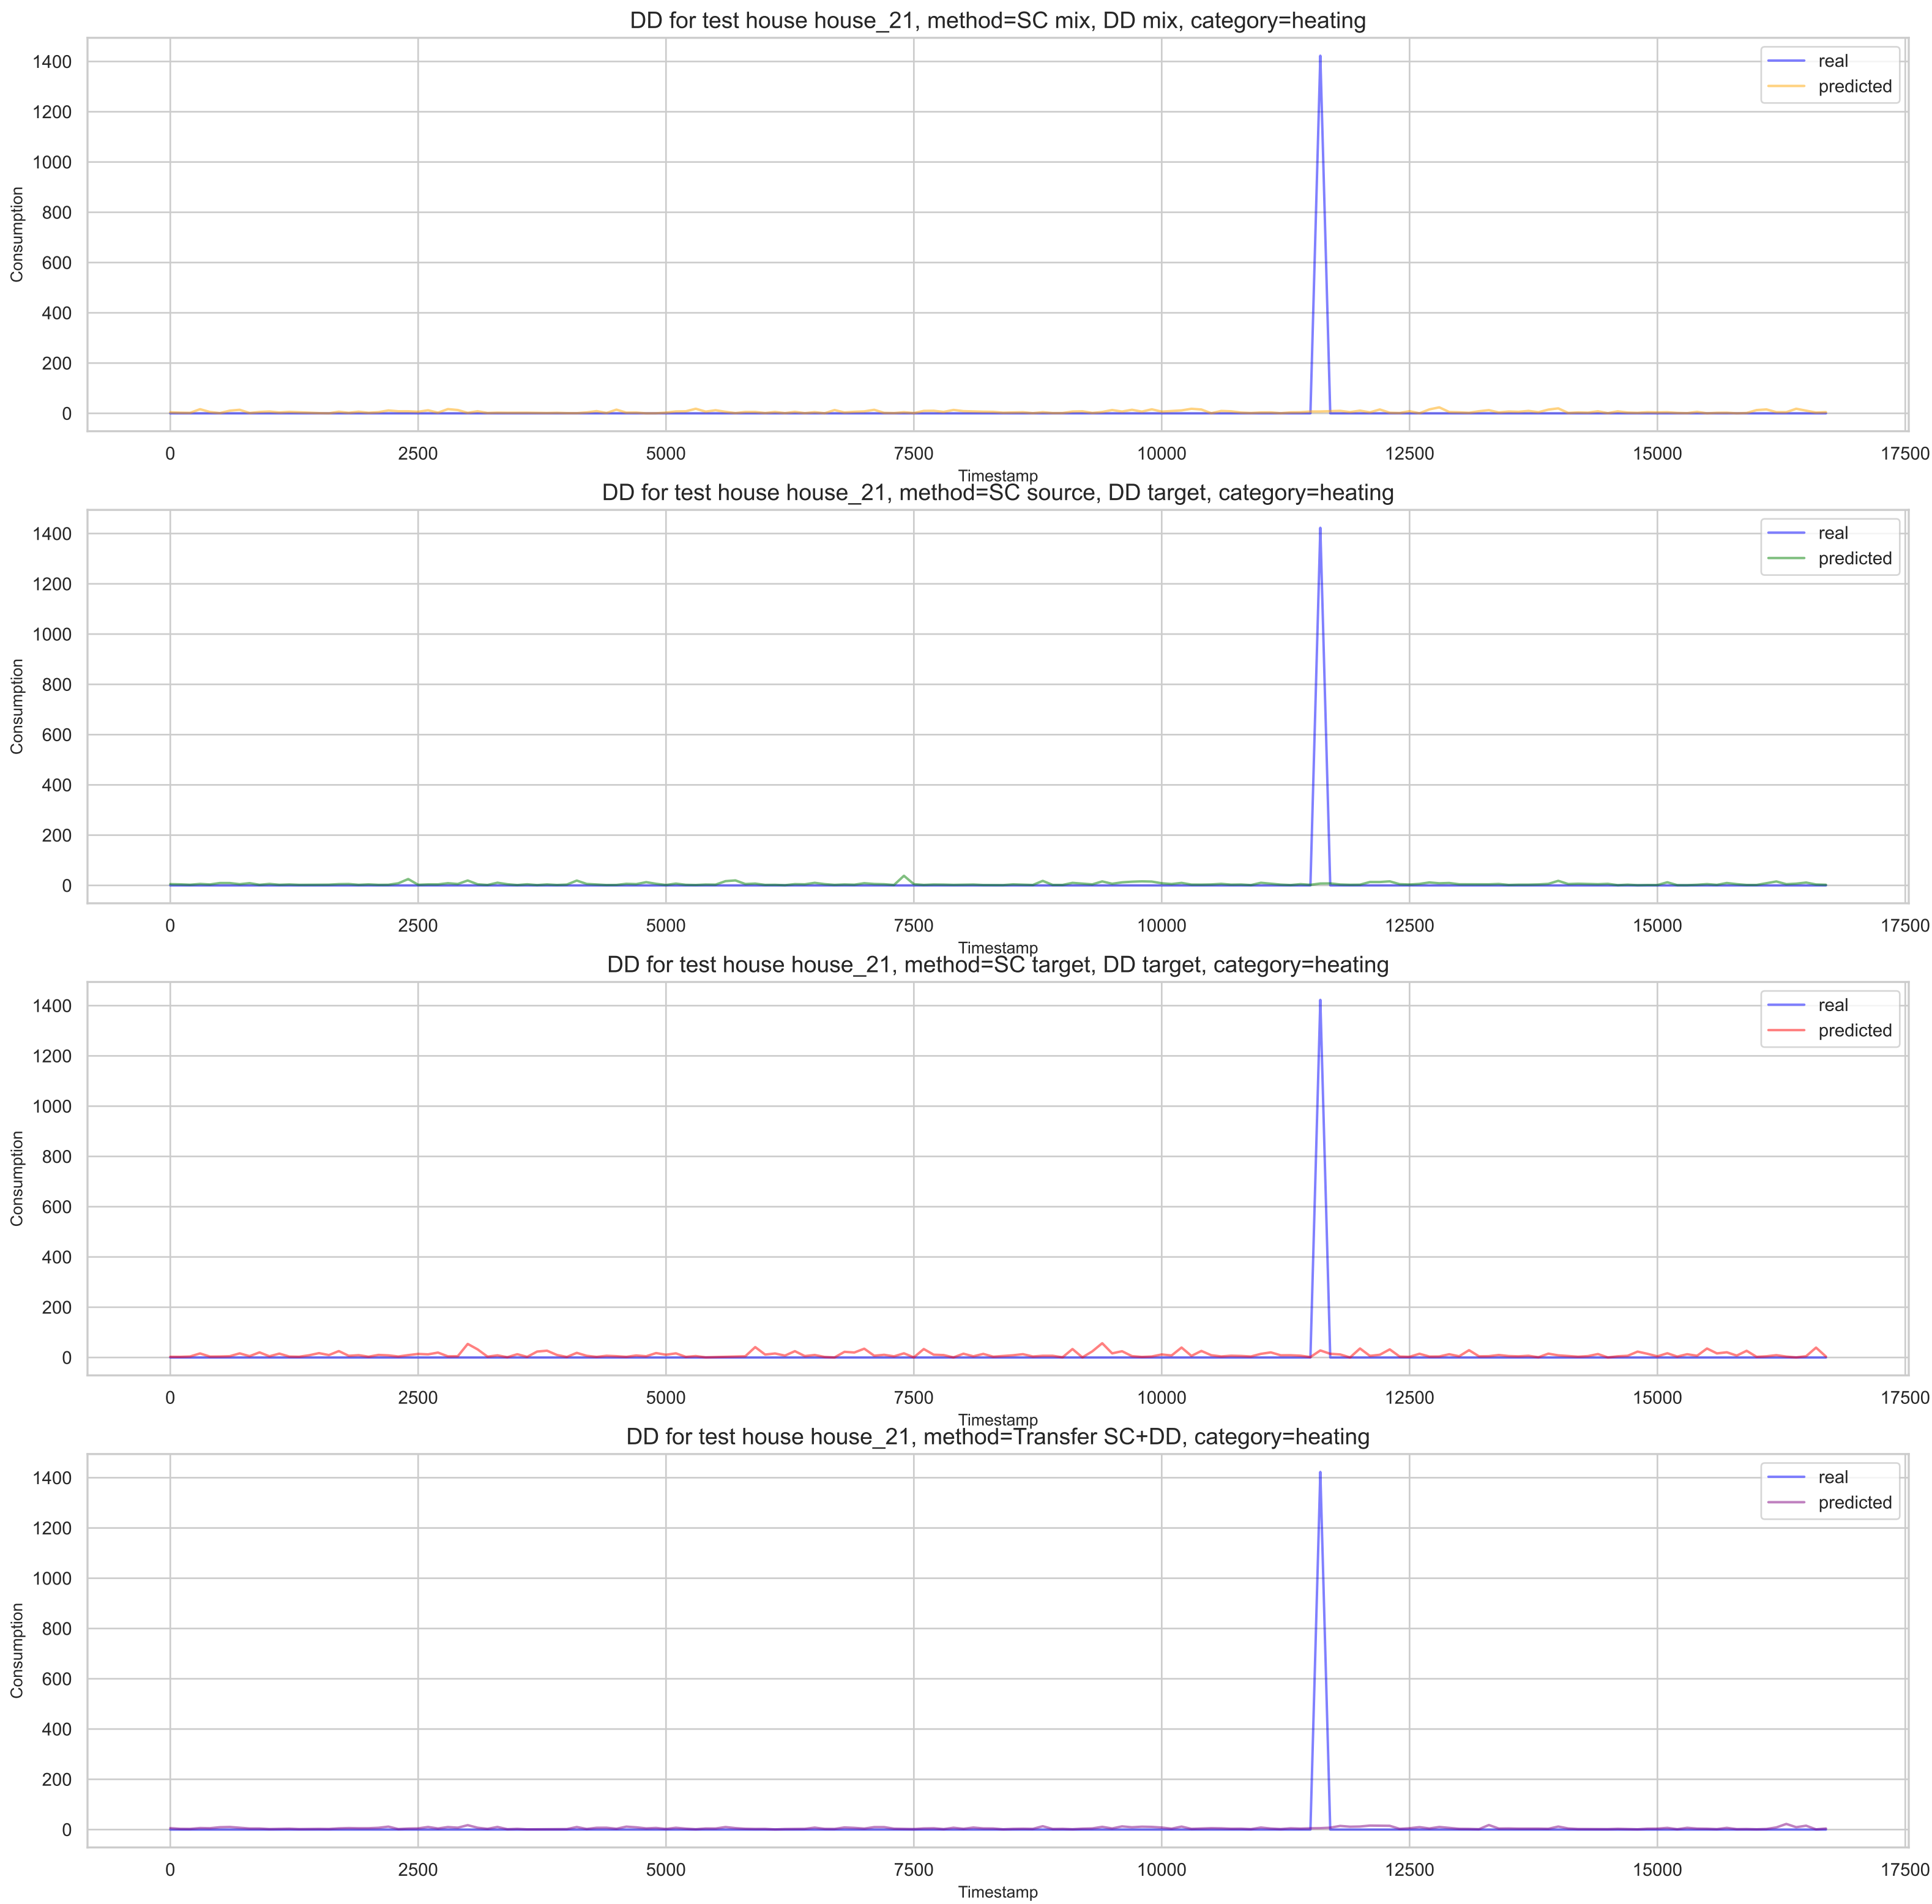 DD for test house house_21, method=SC mix, DD mix, category=heating
1400
1200
1000
800
600
400
200
0
Consumption
real
predicted
0 2500 5000 7500 10000 12500 15000 17500
Timestamp
DD for test house house_21, method=SC source, DD target, category=heating
1400
1200
1000
800
600
400
200
0
Consumption
real
predicted
0 2500 5000 7500 10000 12500 15000 17500
Timestamp
DD for test house house_21, method=SC target, DD target, category=heating
1400
1200
1000
800
600
400
200
0
Consumption
real
predicted
0 2500 5000 7500 10000 12500 15000 17500
Timestamp
DD for test house house_21, method=Transfer SC+DD, category=heating
1400
1200
1000
800
600
400
200
0
Consumption
real
predicted
0 2500 5000 7500 10000 12500 15000 17500
Timestamp